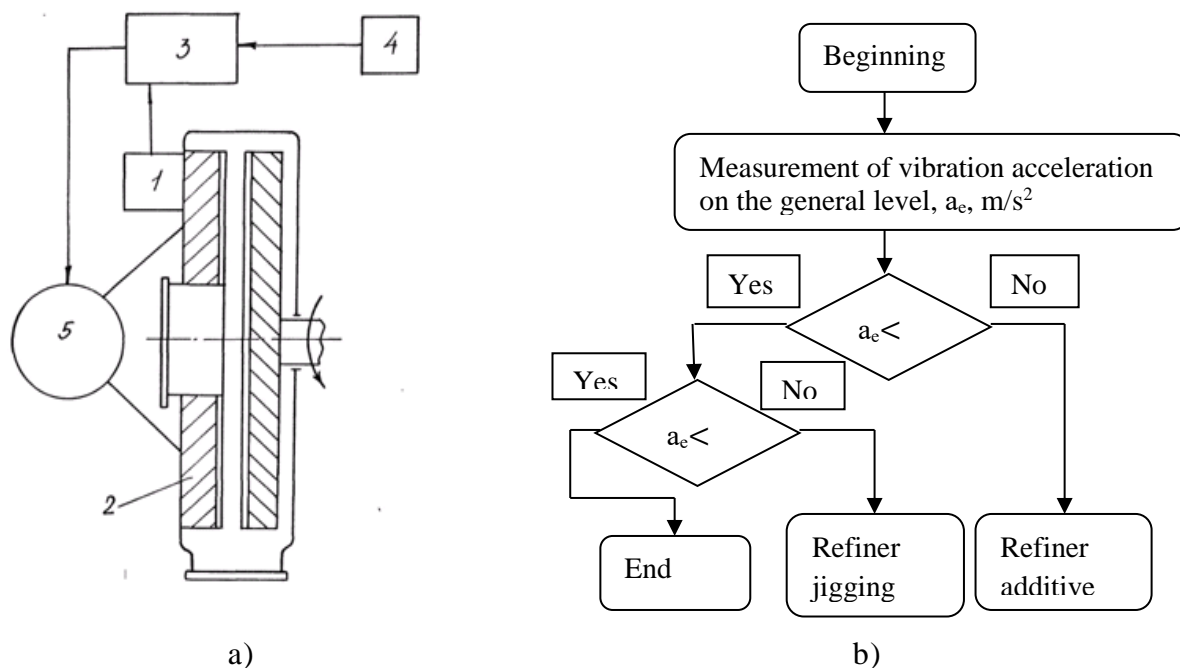 3
4
1
5
2
a)
Beginning
Measurement of vibration acceleration
on the general level, aₑ, m/s²
Yes
No
aₑ<
Yes
No
aₑ<
End
Refiner
jigging
Refiner
additive
b)